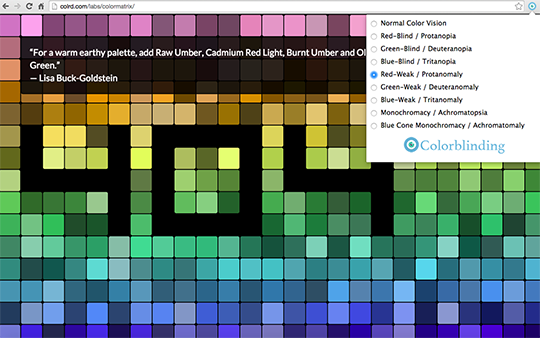 coird.com/labs/colormatrix/
“For a warm earthy palette, add Raw Umber, Cadmium Red Light, Burnt Umber and Ol
Green.”
— Lisa Buck-Goldstein
Normal Color Vision
Red-Blind / Protanopia
Green-Blind / Deuteranopia
Blue-Blind / Tritanopia
Red-Weak / Protanomaly
Green-Weak / Deuteranomaly
Blue-Weak / Tritanomaly
Monochromacy / Achromatopsia
Blue Cone Monochromacy / Achromatomaly
Colorblinding
404